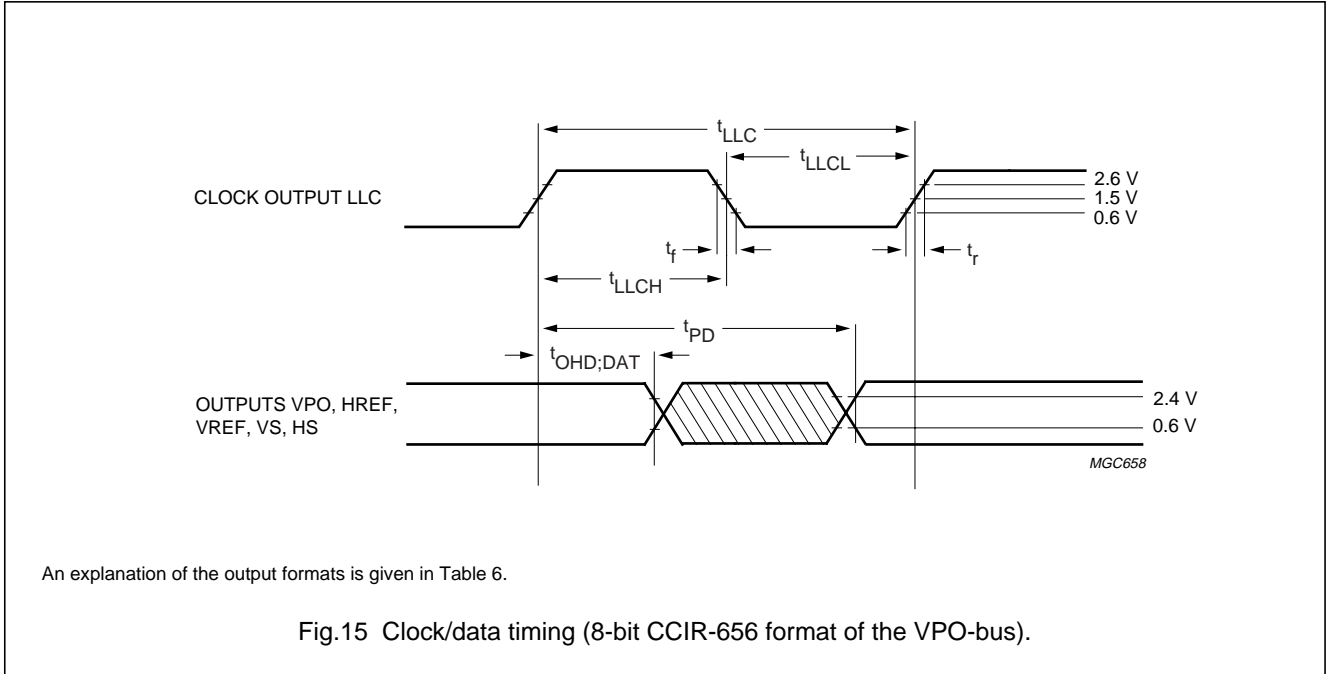 tLLC
tLLCL
CLOCK OUTPUT LLC
2.6 V
1.5 V
0.6 V
tf
tr
tLLCH
tPD
tOHD;DAT
OUTPUTS VPO, HREF,
VREF, VS, HS
2.4 V
0.6 V
MGC658
An explanation of the output formats is given in Table 6.
Fig.15 Clock/data timing (8-bit CCIR-656 format of the VPO-bus).